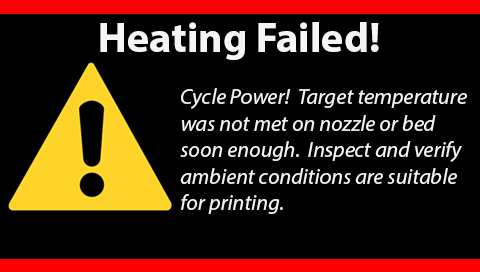 Heating Failed!
Cycle Power!  Target temperature
was not met on nozzle or bed
soon enough.  Inspect and verify
ambient conditions are suitable
for printing.